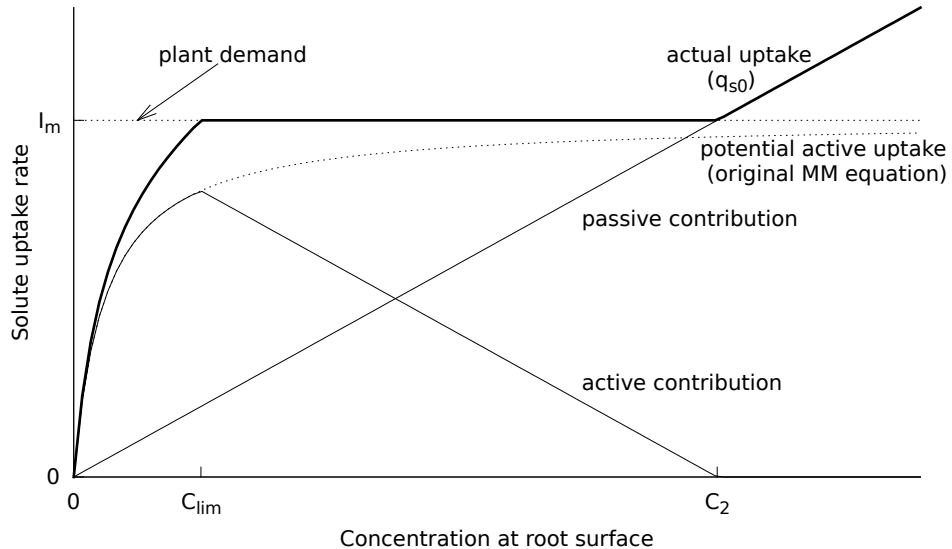 plant demand
actual uptake
(qs0)
Im
potential active uptake
(original MM equation)
passive contribution
Solute uptake rate
active contribution
0
0
Clim
C2
Concentration at root surface